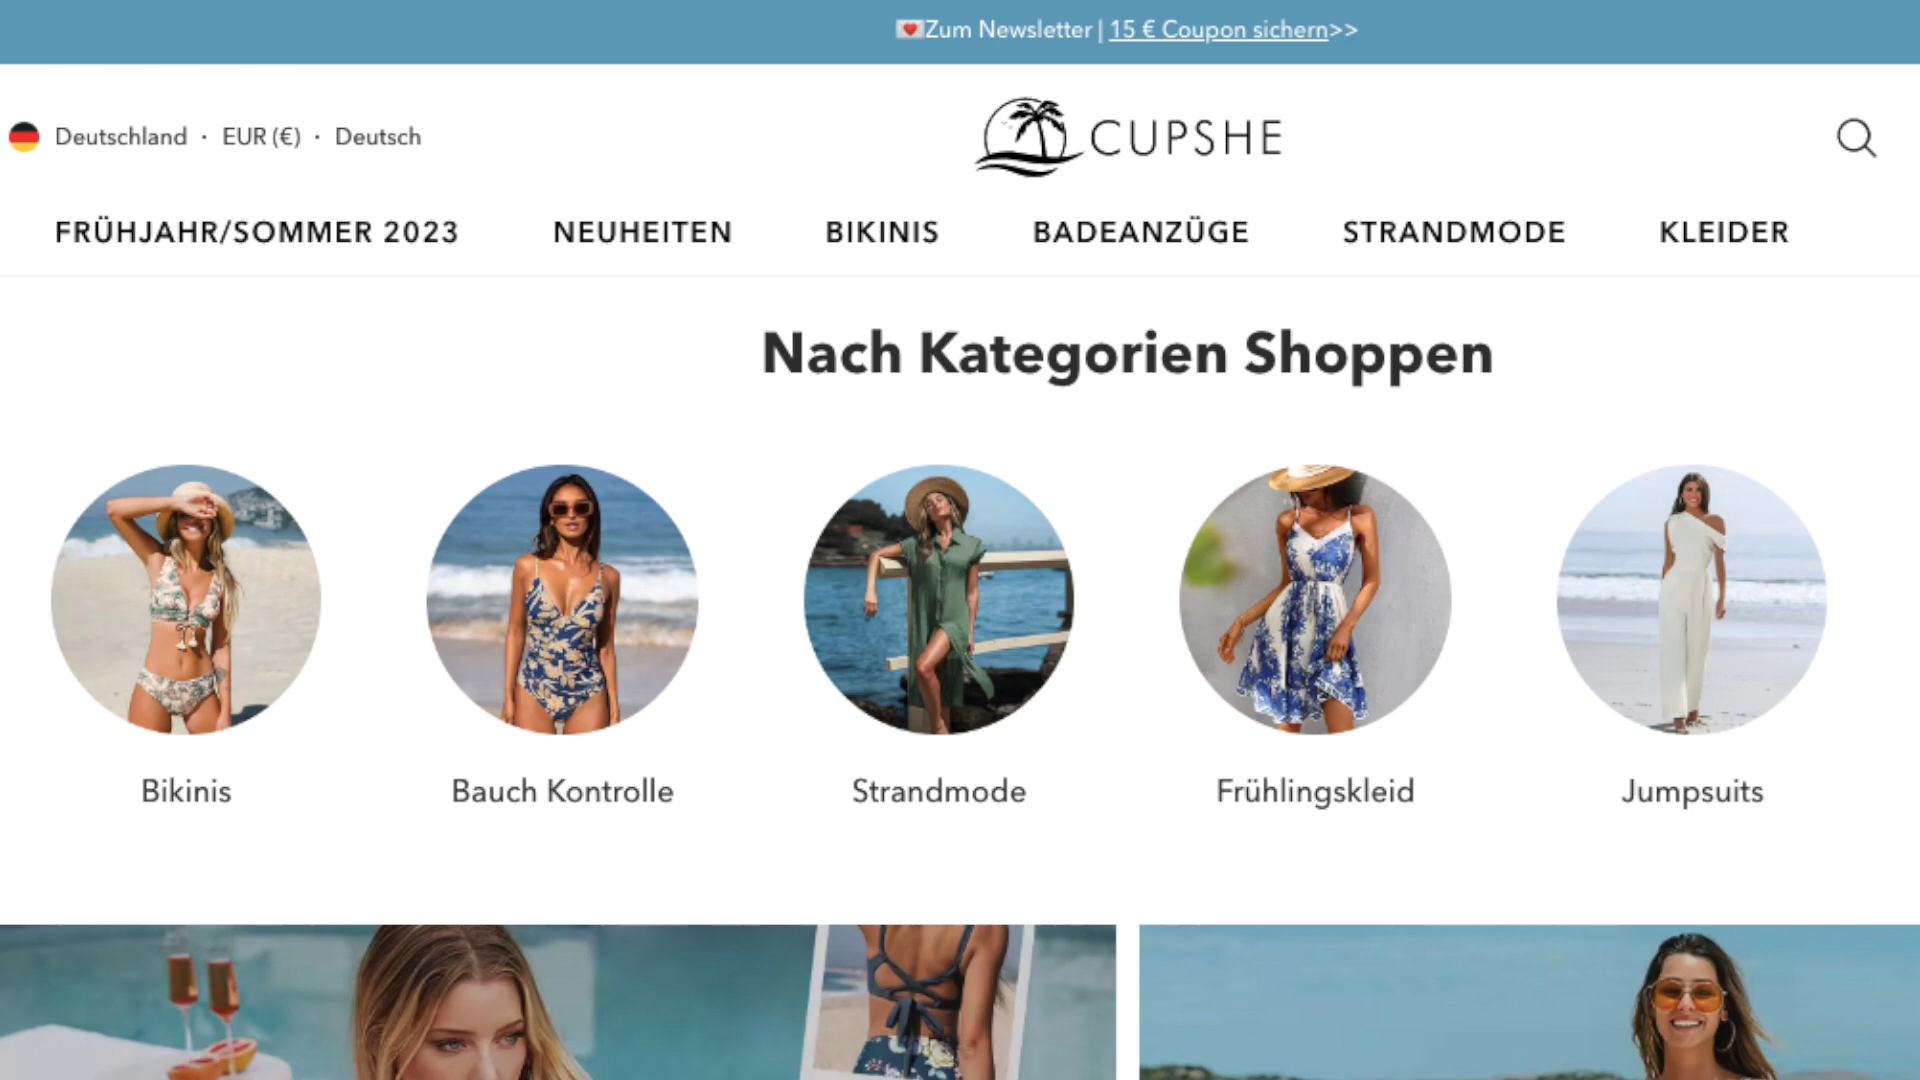 💌Zum Newsletter | 15 € Coupon sichern>>
Deutschland · EUR (€) · Deutsch
CUPSHE
FRÜHJAHR/SOMMER 2023 NEUHEITEN BIKINIS BADEANZÜGE STRANDMODE KLEIDER
Nach Kategorien Shoppen
Bikinis Bauch Kontrolle Strandmode Frühlingskleid Jumpsuits